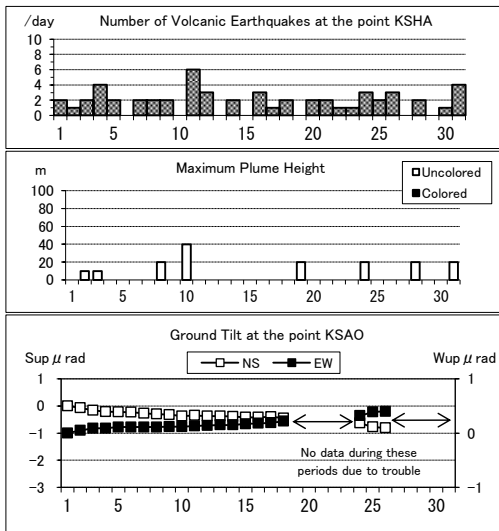 Number of Volcanic Earthquakes at the point KSHA
/day
10
8
6
4
2
0
1 5 10 15 20 25 30
Maximum Plume Height
m
Uncolored
Colored
100
80
60
40
20
0
1 5 10 15 20 25 30
Ground Tilt at the point KSAO
Sup μ rad
NS EW
Wup μ rad
1 1
0
-1 0
-2
-3 -1
No data during these
periods due to trouble
1 5 10 15 20 25 30